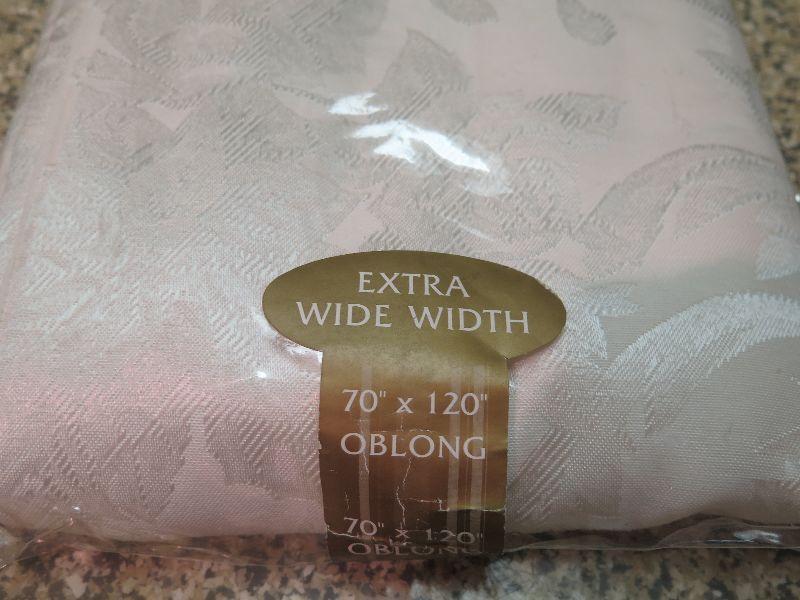 EXTRA
WIDE WIDTH
70" x 120"
OBLONG
70" x 120"
OBLONG